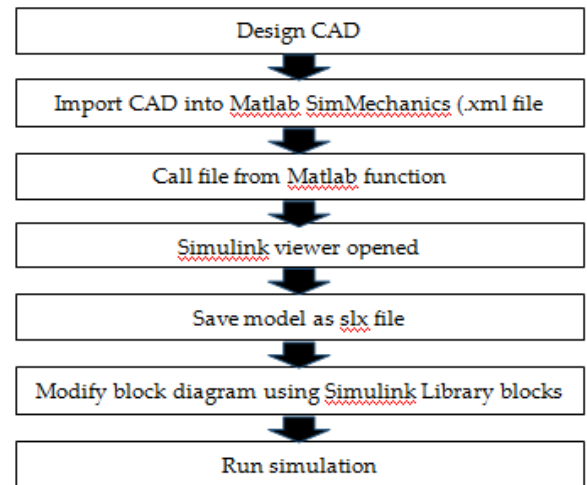 Design CAD
Import CAD into Matlab SimMechanics (.xml file
Call file from Matlab function
Simulink viewer opened
Save model as slx file
Modify block diagram using Simulink Library blocks
Run simulation